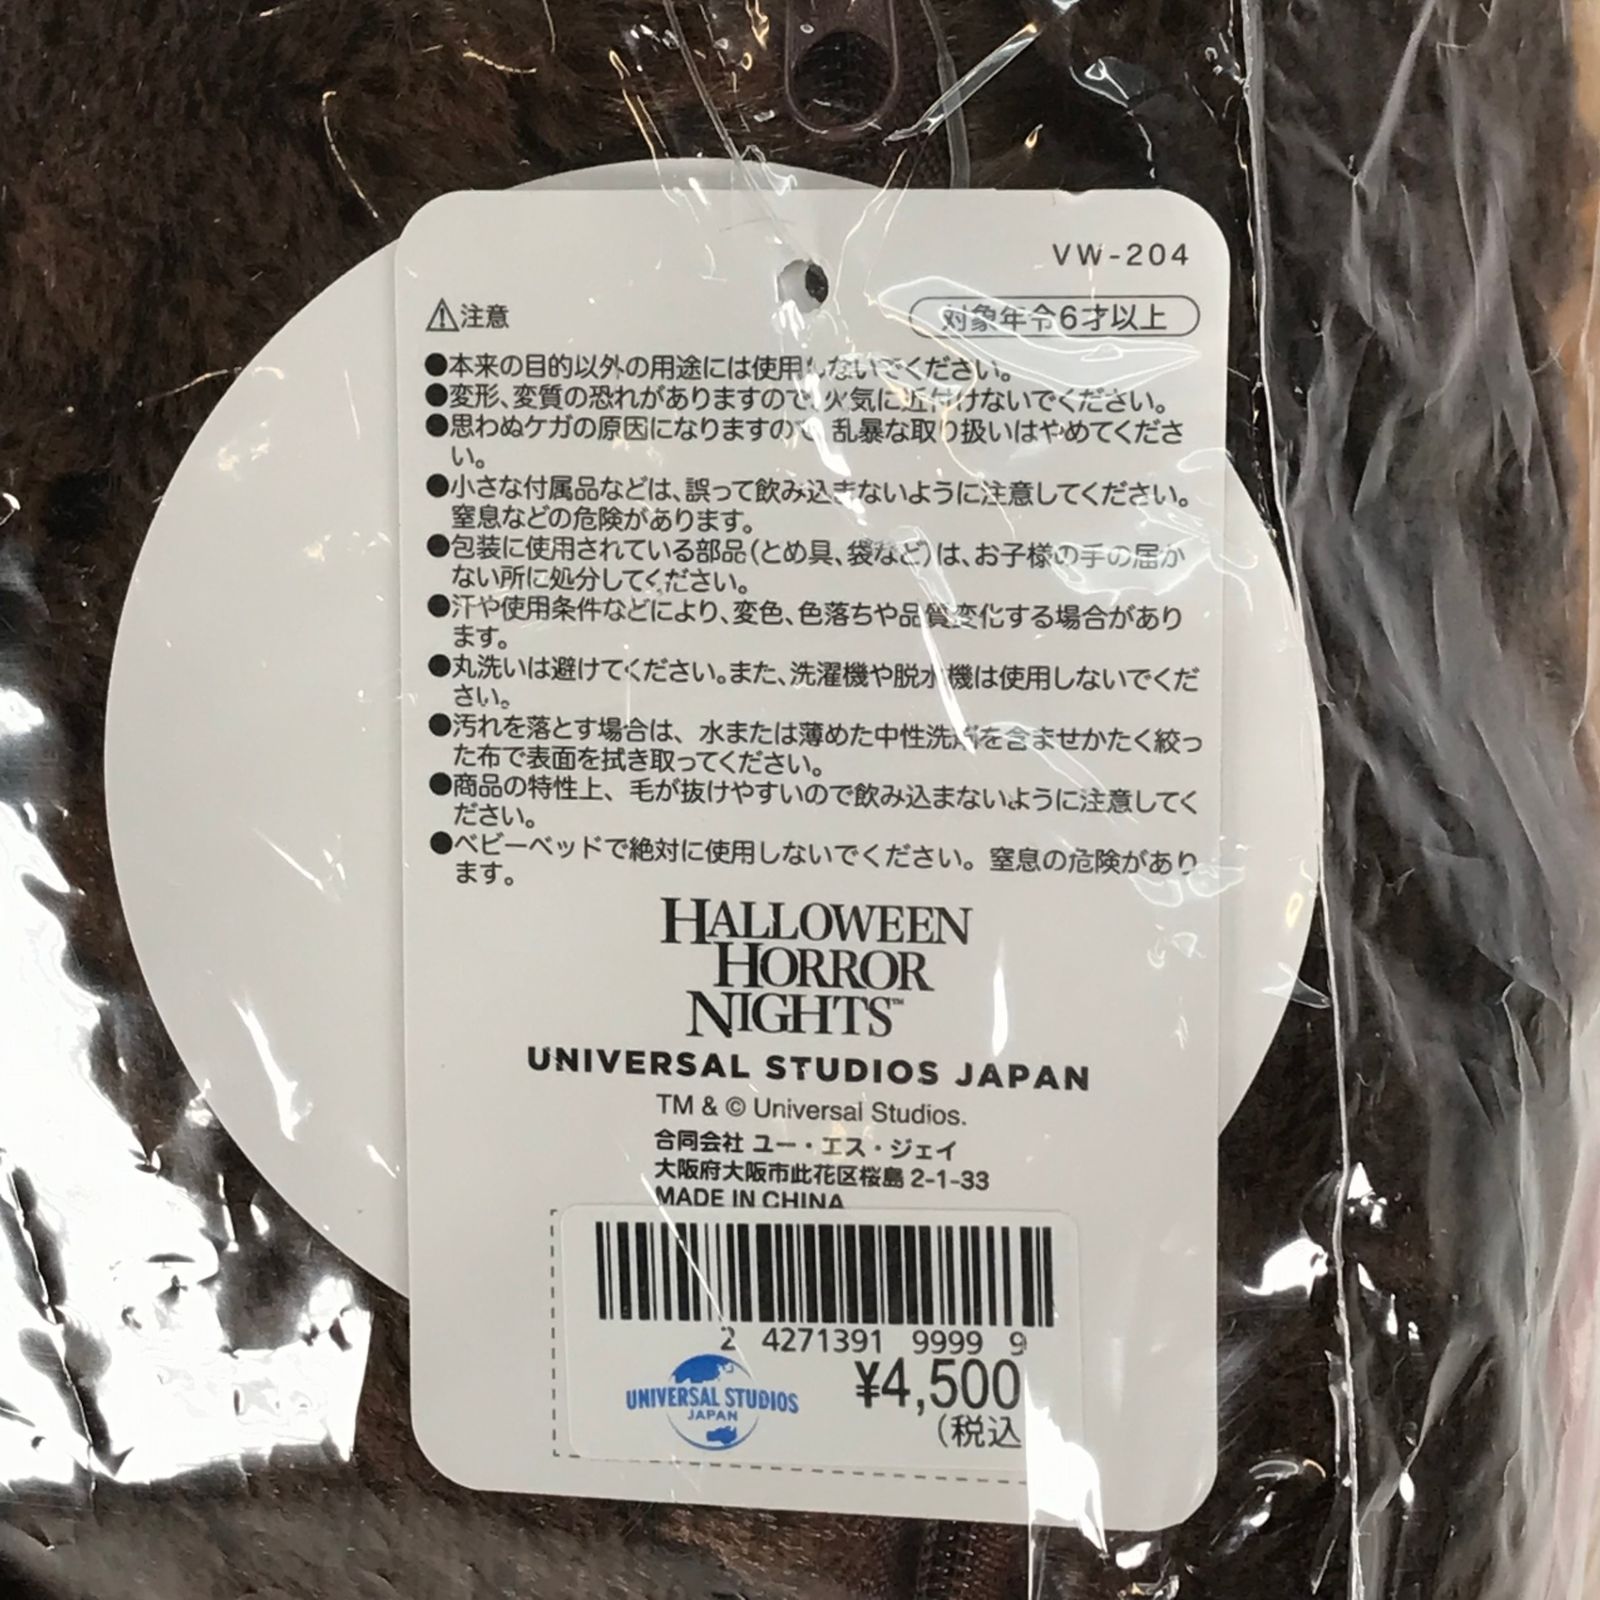 VW-204
⚠注意
対象年令6才以上
●本来の目的以外の用途には使用しないでください。
●変形、変質の恐れがありますので、火気に近付けないでください。
●思わぬケガの原因になりますので、乱暴な取り扱いはやめてくださ
い。
●小さな付属品などは、誤って飲み込まないように注意してください。
窒息などの危険があります。
●包装に使用されている部品(とめ具、袋など)は、お子様の手の届か
ない所に処分してください。
●汗や使用条件などにより、変色、色落ちや品質変化する場合があり
ます。
●丸洗いは避けてください。また、洗濯機や脱水機は使用しないでくだ
さい。
●汚れを落とす場合は、水または薄めた中性洗剤を含ませかたく絞っ
た布で表面を拭き取ってください。
●商品の特性上、毛が抜けやすいので飲み込まないように注意してく
ださい。
●ベビーベッドで絶対に使用しないでください。窒息の危険があり
ます。
HALLOWEEN
HORROR
NIGHTS™
UNIVERSAL STUDIOS JAPAN
TM & © Universal Studios.
合同会社 ユー・エス・ジェイ
大阪府大阪市此花区桜島 2-1-33
MADE IN CHINA
2 4271391 9999 9
UNIVERSAL STUDIOS
JAPAN
¥4,500
(税込